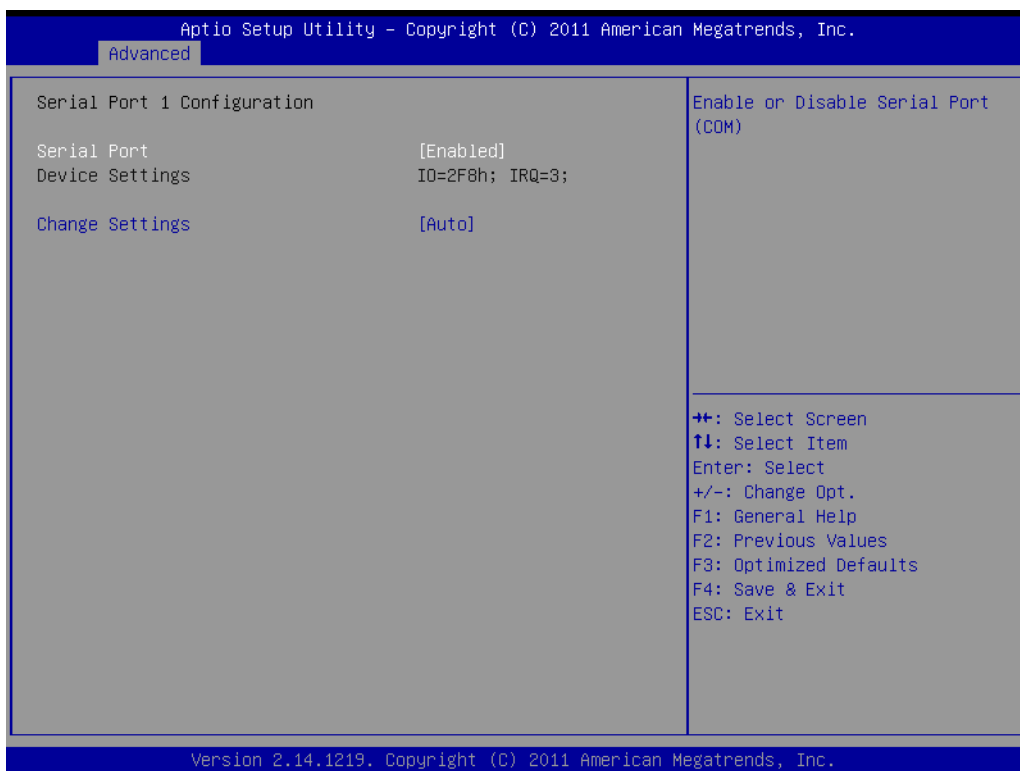 Aptio Setup Utility – Copyright (C) 2011 American Megatrends, Inc.
Advanced
Serial Port 1 Configuration
Serial Port [Enabled]
Device Settings IO=2F8h; IRQ=3;
Change Settings [Auto]
Enable or Disable Serial Port
(COM)
→←: Select Screen
↑↓: Select Item
Enter: Select
+/-: Change Opt.
F1: General Help
F2: Previous Values
F3: Optimized Defaults
F4: Save & Exit
ESC: Exit
Version 2.14.1219. Copyright (C) 2011 American Megatrends, Inc.